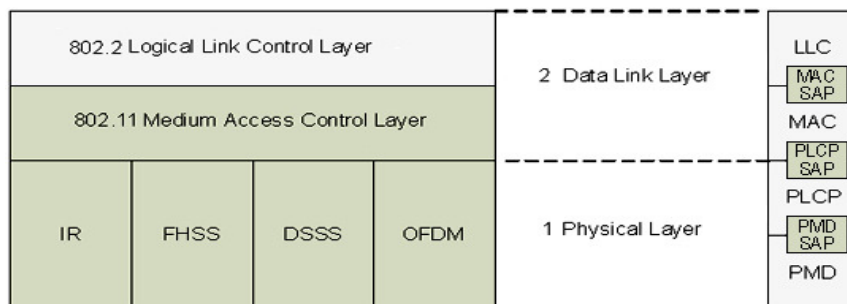 802.2 Logical Link Control Layer
802.11 Medium Access Control Layer
IR
FHSS
DSSS
OFDM
2 Data Link Layer
1 Physical Layer
LLC
MAC
SAP
MAC
PLCP
SAP
PLCP
PMD
SAP
PMD